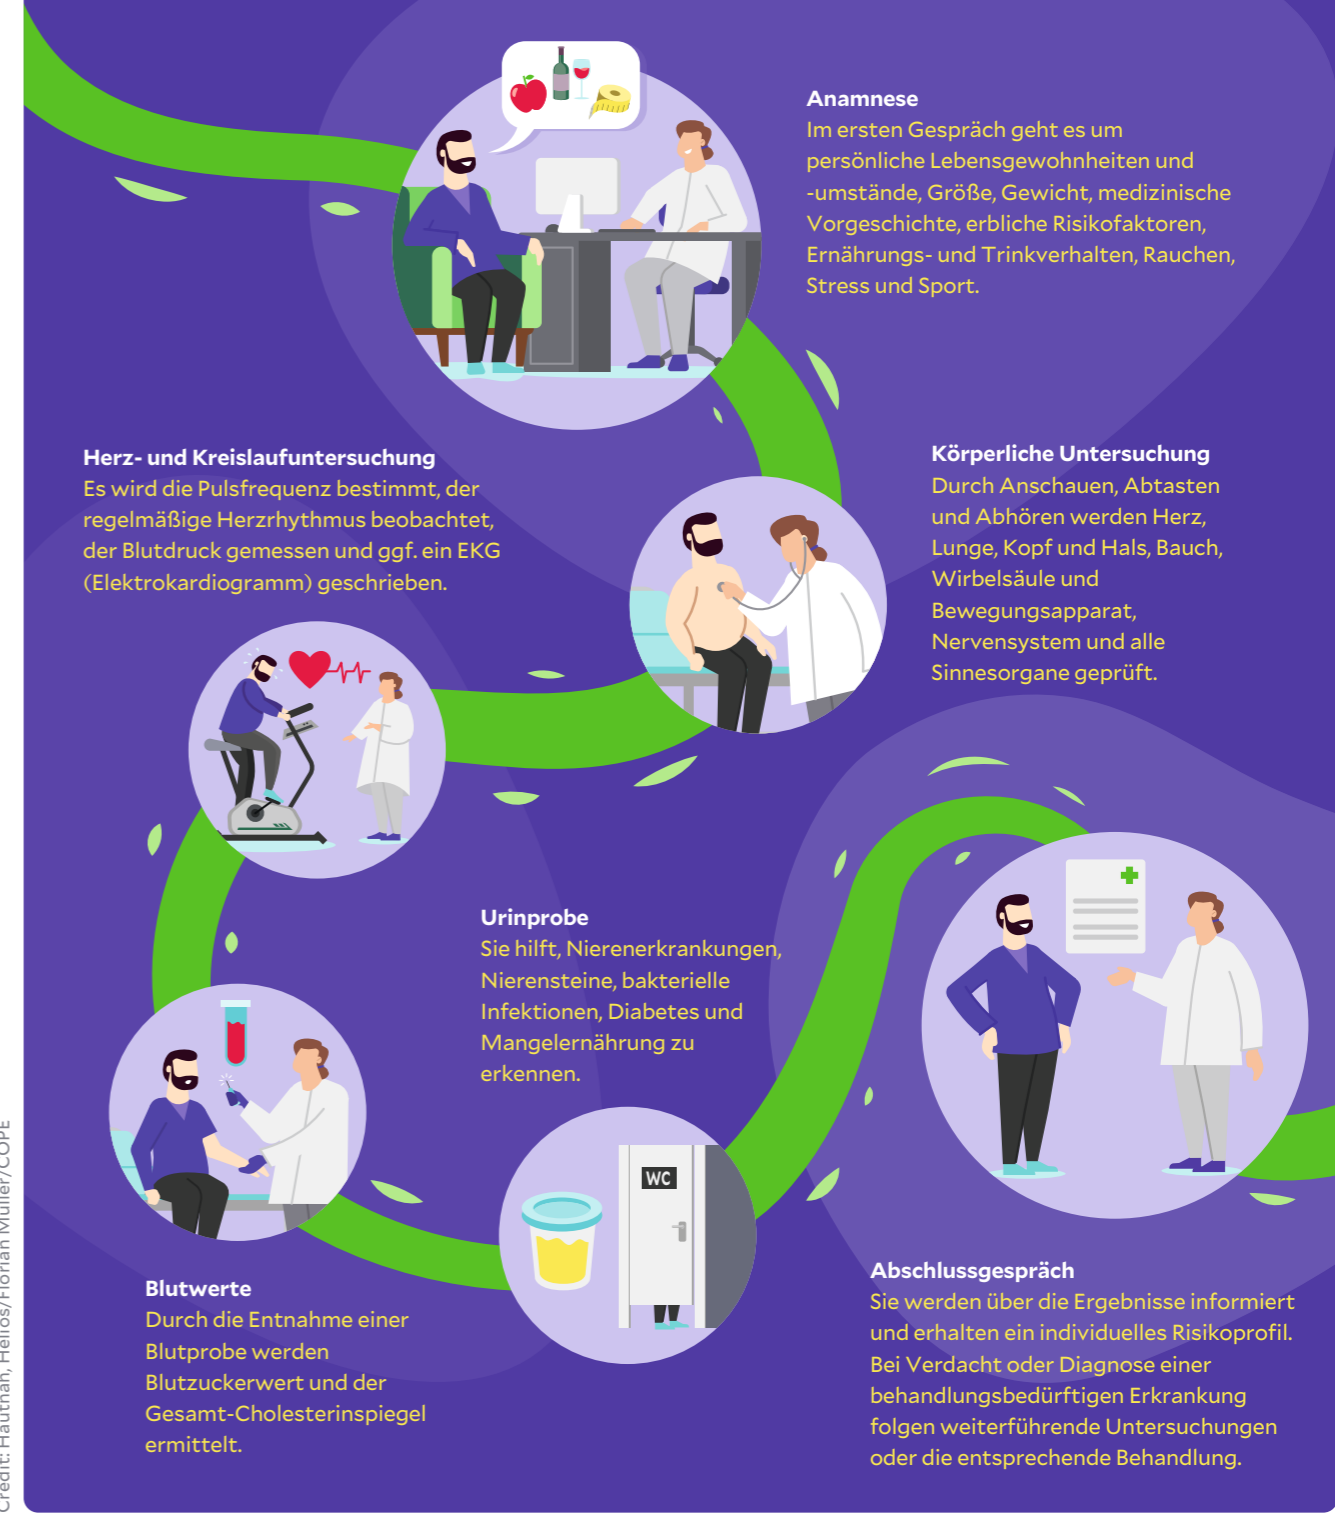 Anamnese
Im ersten Gespräch geht es um
persönliche Lebensgewohnheiten und
-umstände, Größe, Gewicht, medizinische
Vorgeschichte, erbliche Risikofaktoren,
Ernährungs- und Trinkverhalten, Rauchen,
Stress und Sport.
Körperliche Untersuchung
Durch Anschauen, Abtasten
und Abhören werden Herz,
Lunge, Kopf und Hals, Bauch,
Wirbelsäule und
Bewegungsapparat,
Nervensystem und alle
Sinnesorgane geprüft.
Herz- und Kreislaufuntersuchung
Es wird die Pulsfrequenz bestimmt, der
regelmäßige Herzrhythmus beobachtet,
der Blutdruck gemessen und ggf. ein EKG
(Elektrokardiogramm) geschrieben.
Blutwerte
Durch die Entnahme einer
Blutprobe werden
Blutzuckerwert und der
Gesamt-Cholesterinspiegel
ermittelt.
Urinprobe
Sie hilft, Nierenerkrankungen,
Nierensteine, bakterielle
Infektionen, Diabetes und
Mangelernährung zu
erkennen.
WC
Abschlussgespräch
Sie werden über die Ergebnisse informiert
und erhalten ein individuelles Risikoprofil.
Bei Verdacht oder Diagnose einer
behandlungsbedürftigen Erkrankung
folgen weiterführende Untersuchungen
oder die entsprechende Behandlung.
Credit: Helios/Florian Müller/COPE